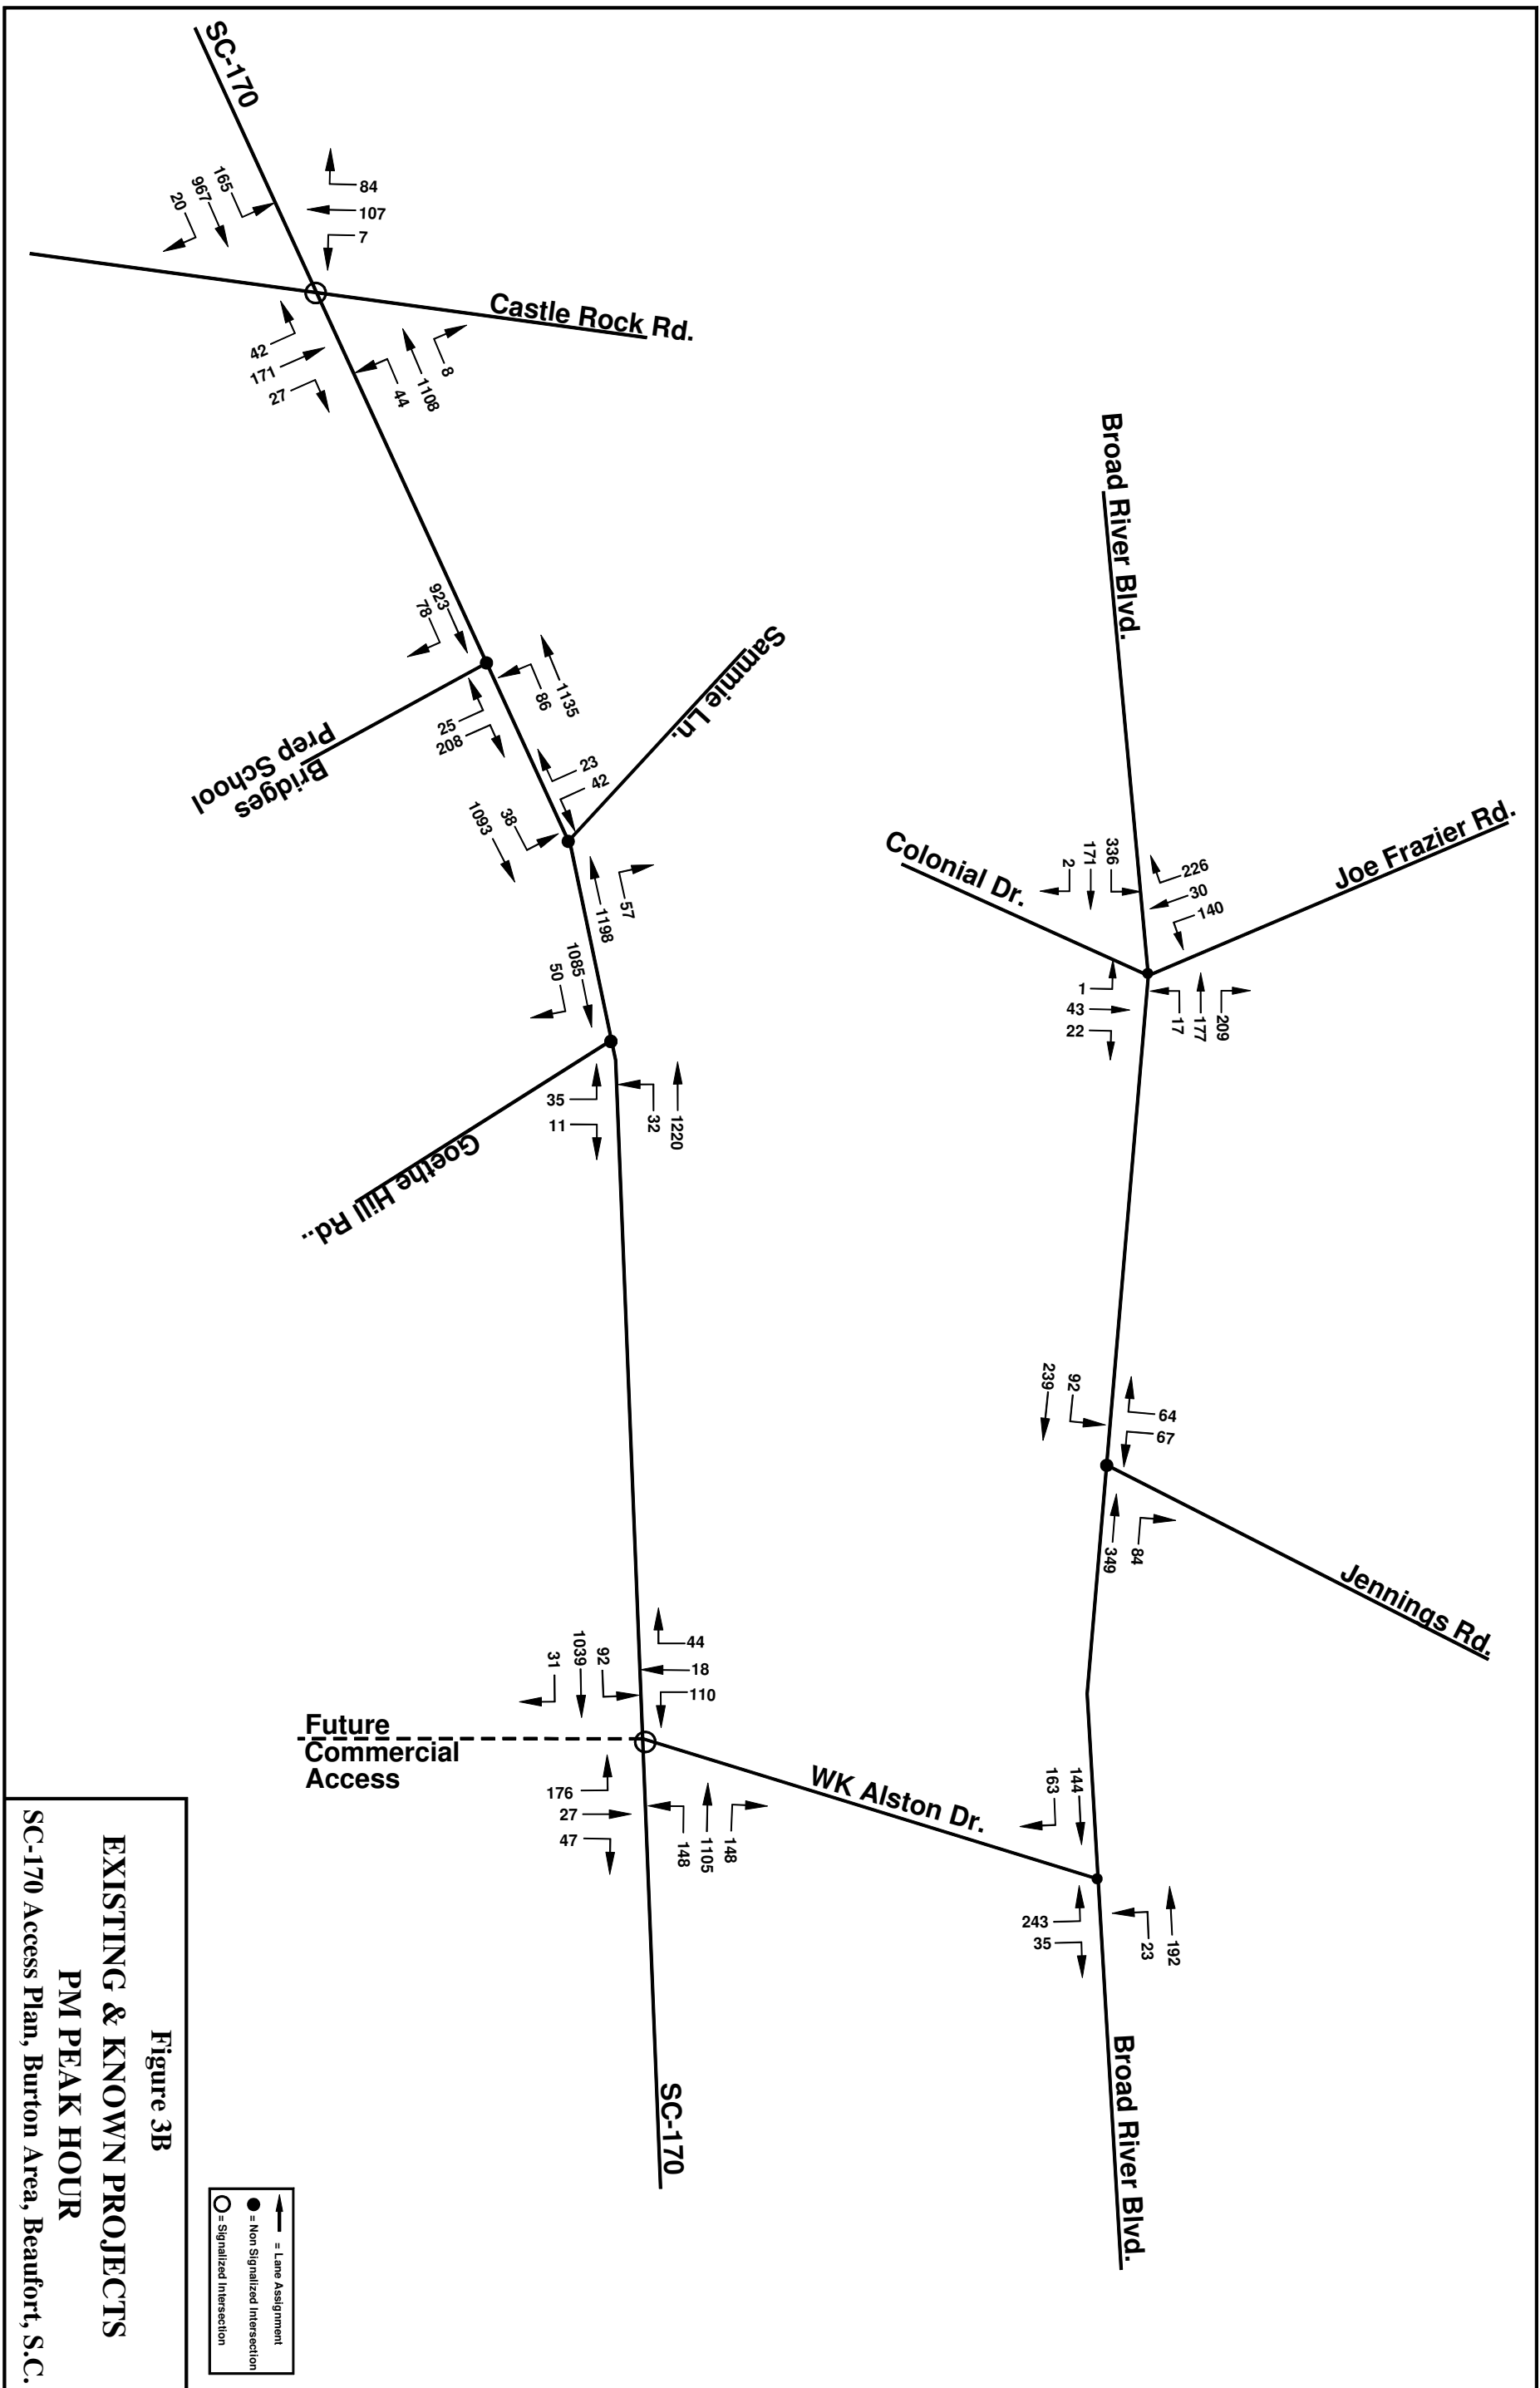 SC-170
84
107
7
165
967
20
Castle Rock Rd.
42
171
27
8
1108
44
923
78
Bridges
Prep School
25
208
1135
86
Sammie Ln.
23
42
38
1093
57
1198
1085
50
Goethe Hill Rd..
35
11
1220
32
Broad River Blvd.
Colonial Dr.
Joe Frazier Rd.
336
171
2
226
30
140
1
43
22
209
177
17
92
239
64
67
349
84
Jennings Rd.
44
18
110
92
1039
31
Future
Commercial
Access
176
27
47
148
1105
148
WK Alston Dr.
144
163
243
35
192
23
Broad River Blvd.
SC-170
= Lane Assignment
= Non Signalized Intersection
= Signalized Intersection
Figure 3B
EXISTING & KNOWN PROJECTS
PM PEAK HOUR
SC-170 Access Plan, Burton Area, Beaufort, S.C.